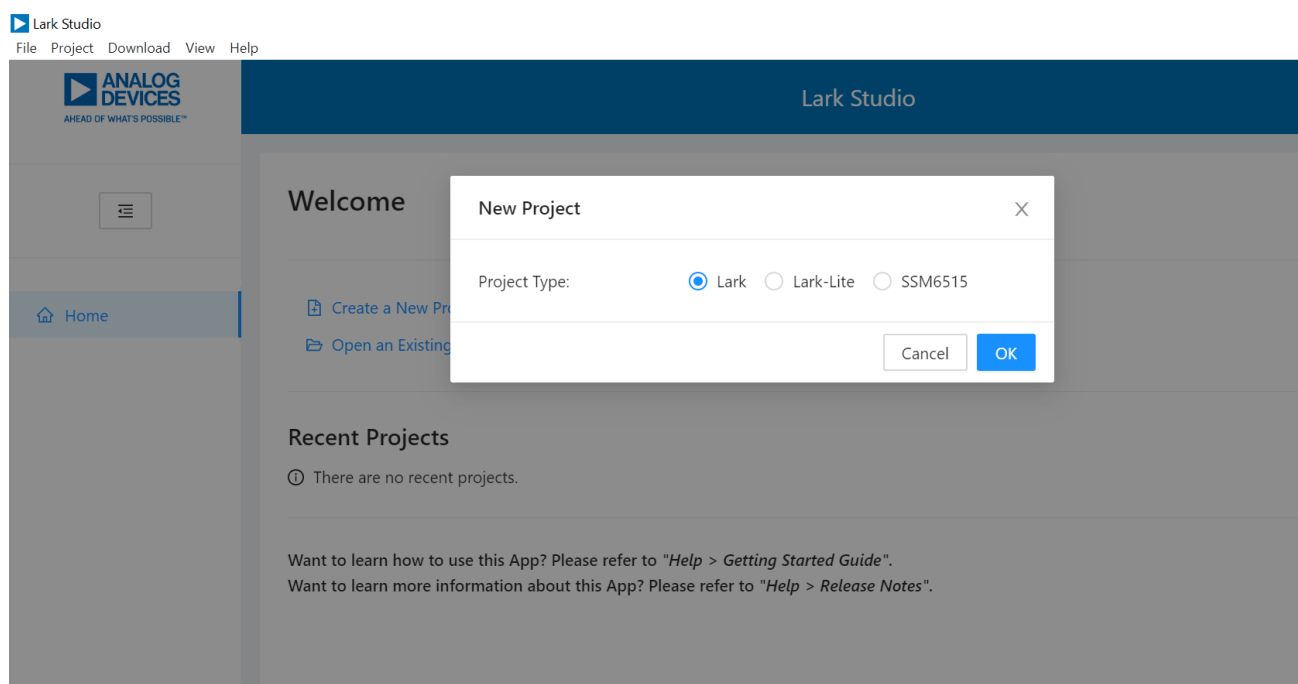 Lark Studio
File Project Download View Help
ANALOG
DEVICES
AHEAD OF WHAT'S POSSIBLE™
Lark Studio
Welcome
New Project
Project Type:
Lark
Lark-Lite
SSM6515
Cancel
OK
Home
Create a New Pro
Open an Existing
Recent Projects
There are no recent projects.
Want to learn how to use this App? Please refer to "Help > Getting Started Guide".
Want to learn more information about this App? Please refer to "Help > Release Notes".